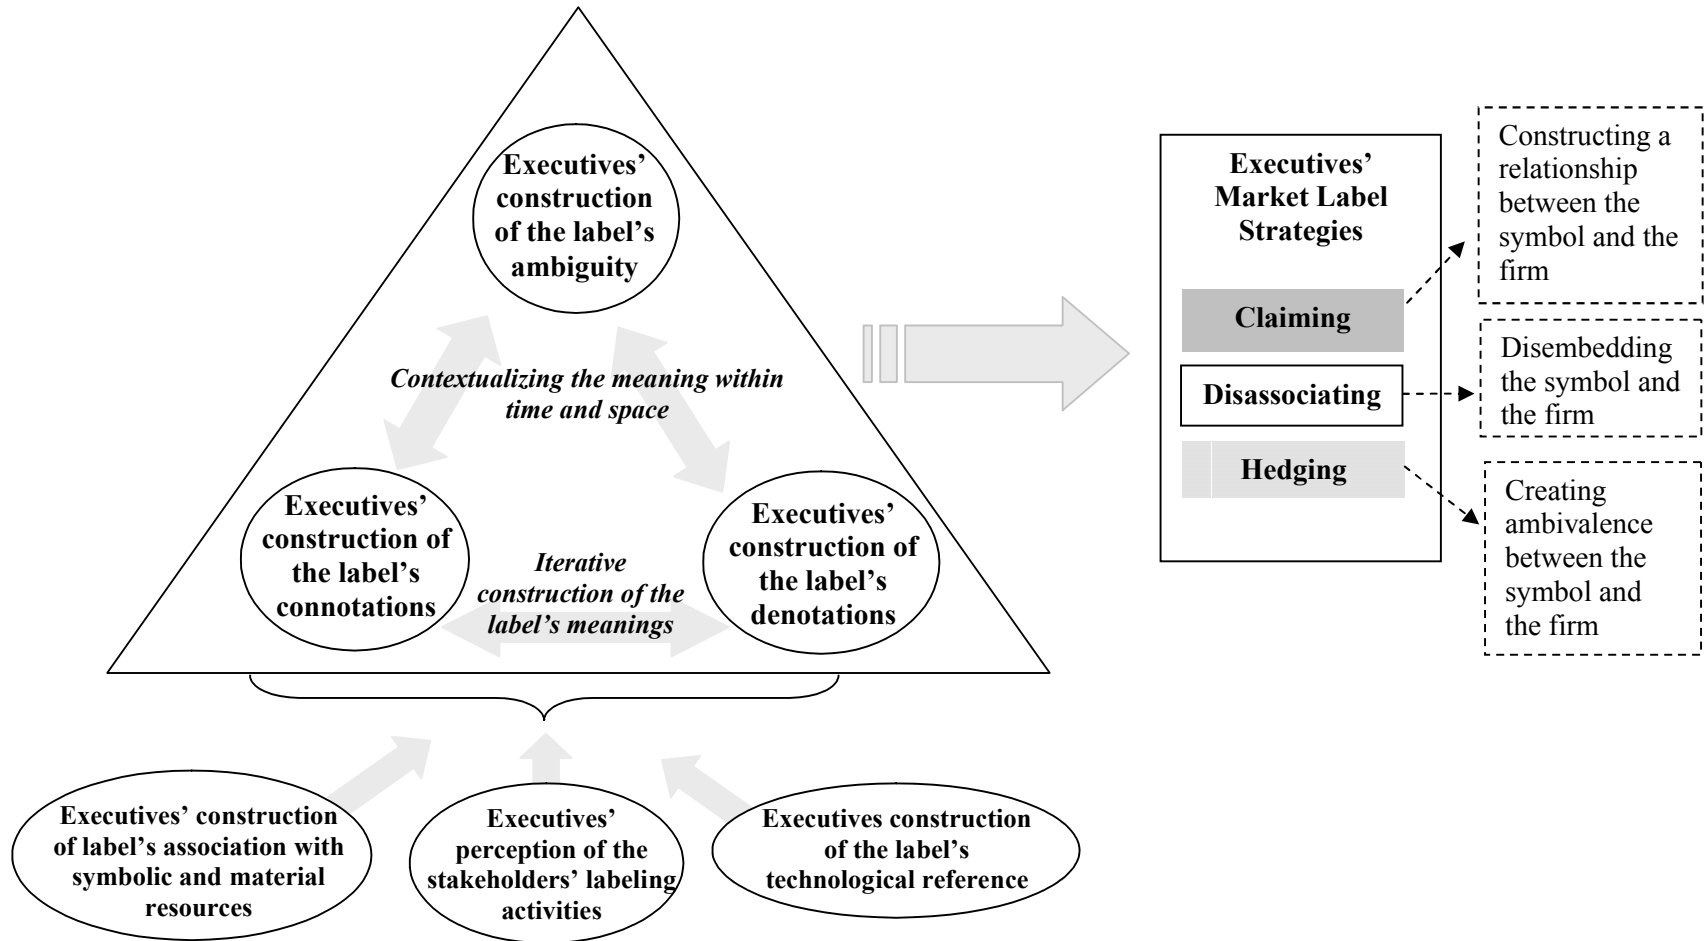 Executives’
construction
of the label’s
ambiguity
Contextualizing the meaning within
time and space
Executives’
construction of
the label’s
connotations
Iterative
construction of the
label’s meanings
Executives’
construction of
the label’s
denotations
Executives’ construction
of label’s association with
symbolic and material
resources
Executives’
perception of the
stakeholders’ labeling
activities
Executives construction
of the label’s
technological reference
Executives’
Market Label
Strategies
Claiming
Disassociating
Hedging
Constructing a
relationship
between the
symbol and the
firm
Disembedding
the symbol and
the firm
Creating
ambivalence
between the
symbol and
the firm